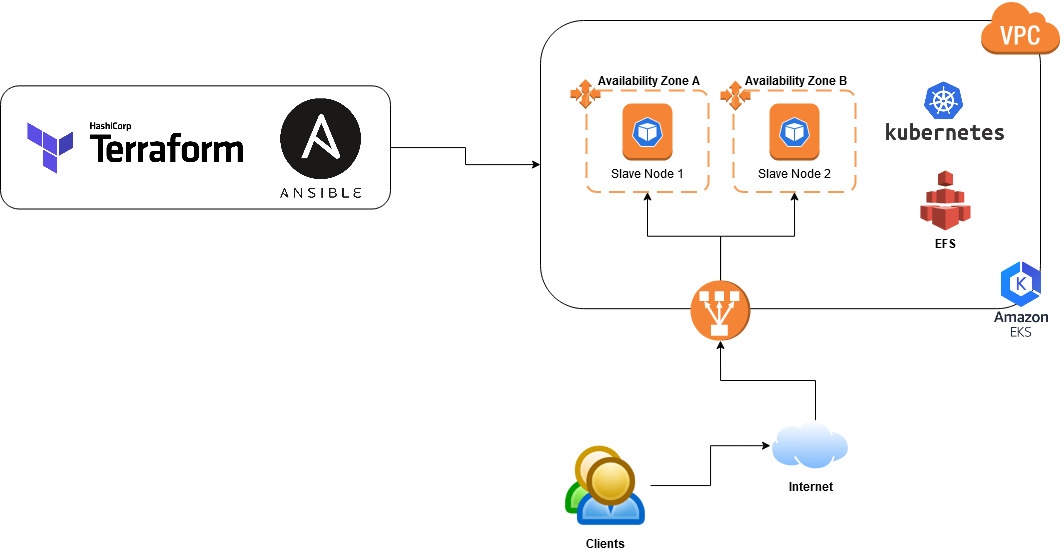 VPC
Availability Zone A
Availability Zone B
HashiCorp
Terraform
ANSIBLE
Slave Node 1
Slave Node 2
kubernetes
EFS
K
Amazon
EKS
Internet
Clients